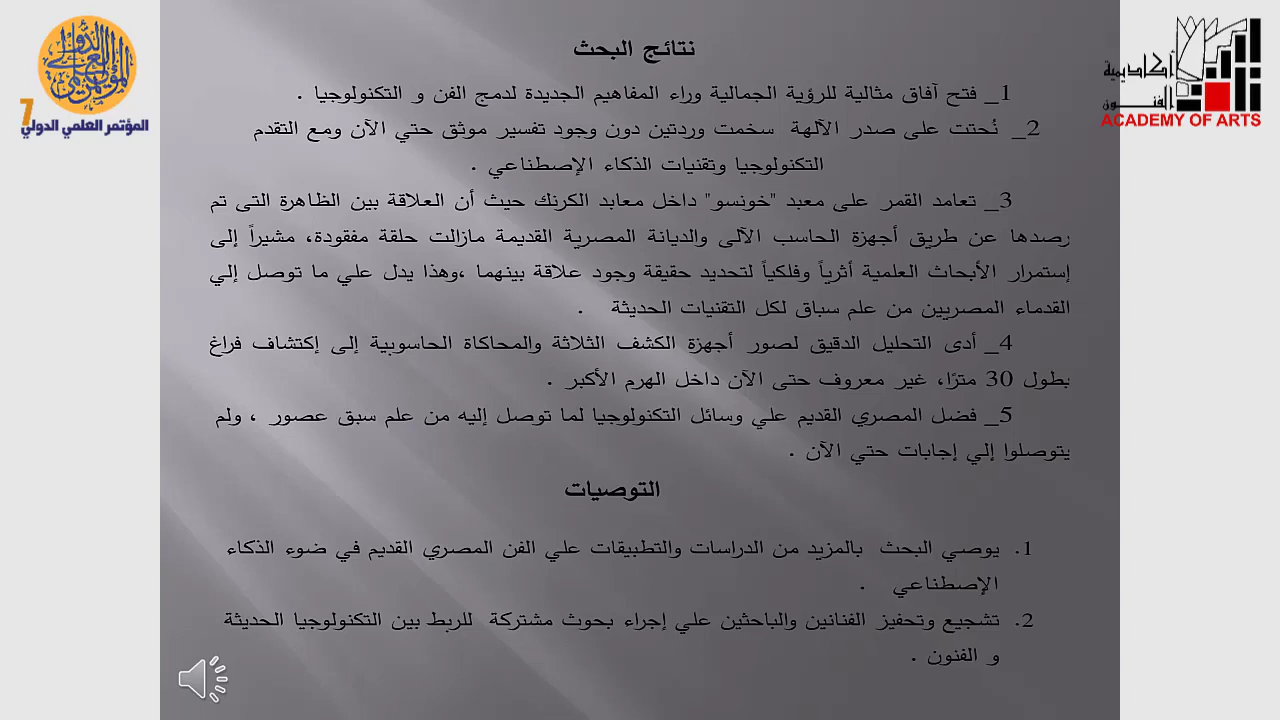 المؤتمر العلمي الدولي
7
المؤتمر العلمي الدولي
أكاديمية
الفنون
ACADEMY OF ARTS
نتائج البحث
1_ فتح آفاق مثالية للرؤية الجمالية وراء المفاهيم الجديدة لدمج الفن و التكنولوجيا .
2_ نُحتت على صدر الآلهة سخمت وردتين دون وجود تفسير موثق حتي الآن ومع التقدم
التكنولوجيا وتقنيات الذكاء الإصطناعي .
3_ تعامد القمر على معبد "خونسو" داخل معابد الكرنك حيث أن العلاقة بين الظاهرة التى تم
رصدها عن طريق أجهزة الحاسب الآلى والديانة المصرية القديمة مازالت حلقة مفقودة، مشيراً إلى
إستمرار الأبحاث العلمية أثرياً وفلكياً لتحديد حقيقة وجود علاقة بينهما ،وهذا يدل علي ما توصل إلي
القدماء المصريين من علم سباق لكل التقنيات الحديثة .
4_ أدى التحليل الدقيق لصور أجهزة الكشف الثلاثة والمحاكاة الحاسوبية إلى إكتشاف فراغ
بطول 30 مترًا، غير معروف حتى الآن داخل الهرم الأكبر .
5_ فضل المصري القديم علي وسائل التكنولوجيا لما توصل إليه من علم سبق عصور ، ولم
يتوصلوا إلي إجابات حتي الآن .
التوصيات
1. يوصي البحث بالمزيد من الدراسات والتطبيقات علي الفن المصري القديم في ضوء الذكاء
الإصطناعي .
2. تشجيع وتحفيز الفنانين والباحثين علي إجراء بحوث مشتركة للربط بين التكنولوجيا الحديثة
و الفنون .